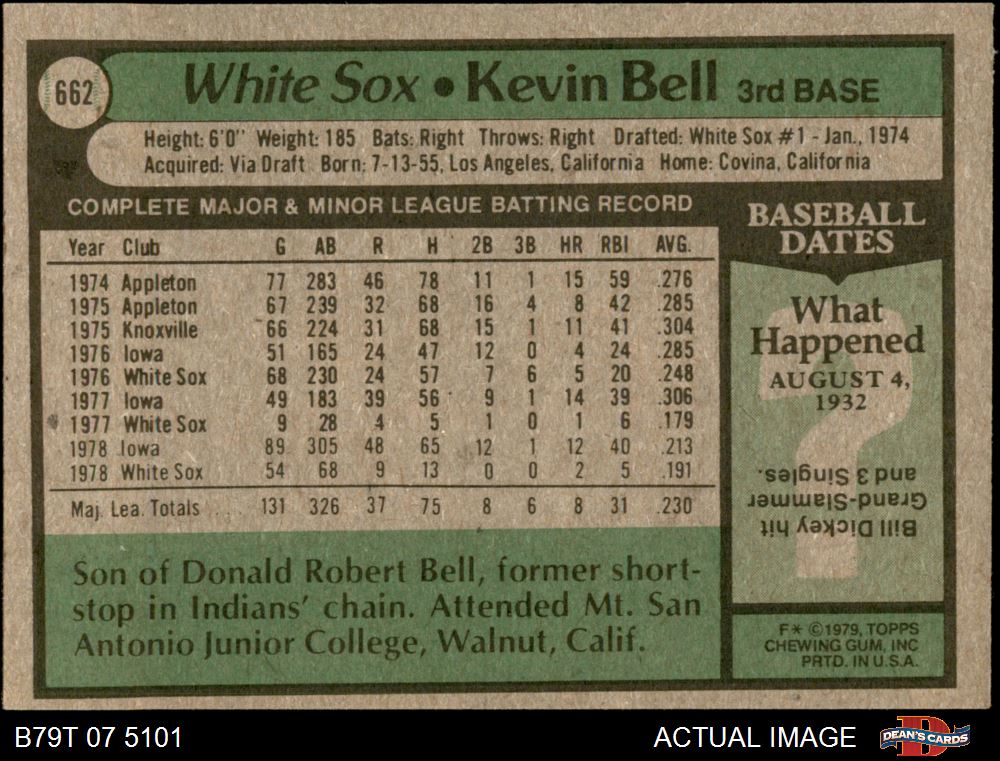 662
White Sox • Kevin Bell 3rd BASE
Height: 6'0" Weight: 185 Bats: Right Throws: Right Drafted: White Sox #1 - Jan., 1974
Acquired: Via Draft Born: 7-13-55, Los Angeles, California Home: Covina, California
COMPLETE MAJOR & MINOR LEAGUE BATTING RECORD
Year Club G AB R H 2B 3B HR RBI AVG.
1974 Appleton 77 283 46 78 11 1 15 59 .276
1975 Appleton 67 239 32 68 16 4 8 42 .285
1975 Knoxville 66 224 31 68 15 1 11 41 .304
1976 Iowa 51 165 24 47 12 0 4 24 .285
1976 White Sox 68 230 24 57 7 6 5 20 .248
1977 Iowa 49 183 39 56 9 1 14 39 .306
1977 White Sox 9 28 4 5 1 0 1 6 .179
1978 Iowa 89 305 48 65 12 1 12 40 .213
1978 White Sox 54 68 9 13 0 0 2 5 .191
Maj. Lea. Totals . . . 131 326 37 75 8 6 8 31 .230
Son of Donald Robert Bell, former short-
stop in Indians' chain. Attended Mt. San
Antonio Junior College, Walnut, Calif.
BASEBALL
DATES
What
Happened
AUGUST 4,
1932
?
Bill Dickey hit
Grand-Slammer
and 3 Singles.
F* ©1979, TOPPS
CHEWING GUM, INC
PRTD. IN U.S.A.
B79T 07 5101
ACTUAL IMAGE
D
DEAN'S CARDS